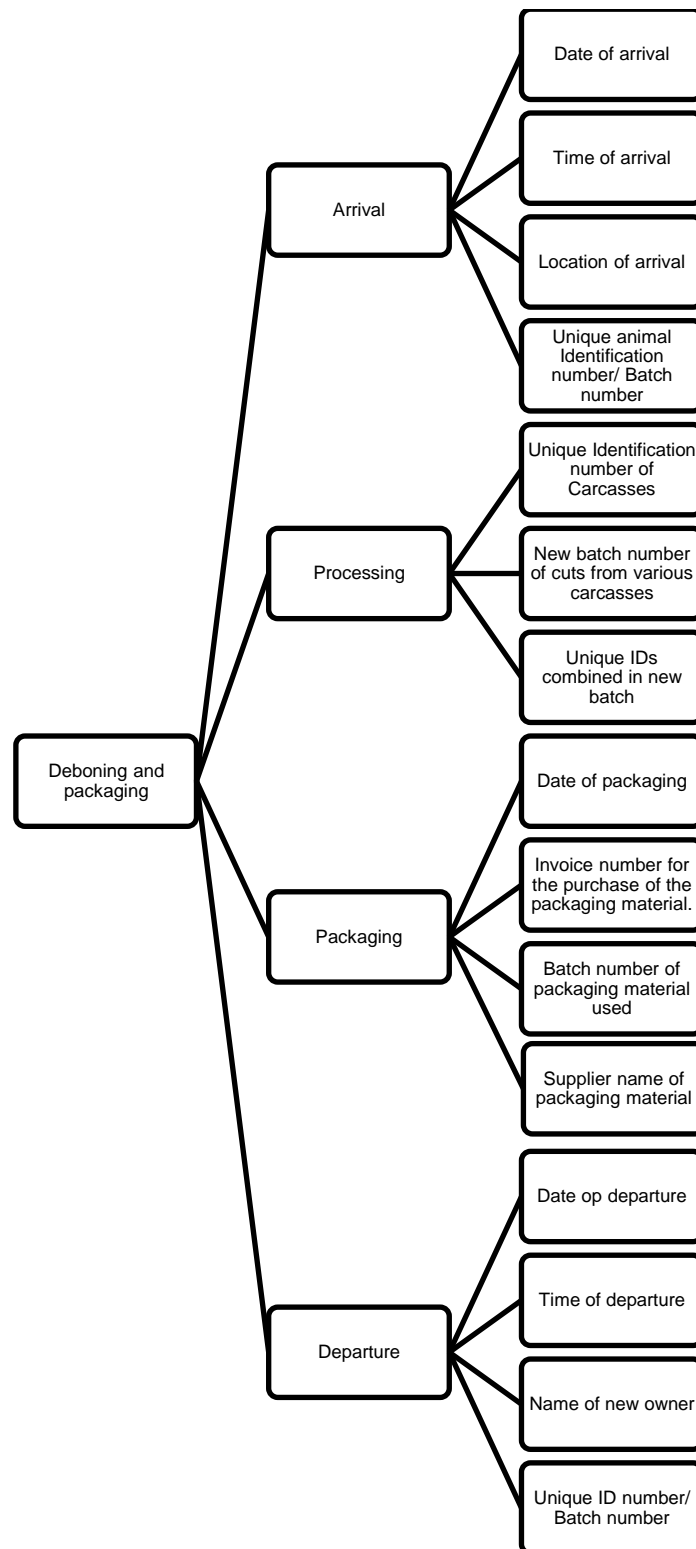 Date of arrival
Time of arrival
Arrival
Location of arrival
Unique animal
Identification
number/ Batch
number
Unique Identification
number of
Carcasses
Processing
New batch number
of cuts from various
carcasses
Unique IDs
combined in new
batch
Deboning and
packaging
Date of packaging
Invoice number for
the purchase of the
packaging material.
Packaging
Batch number of
packaging material
used
Supplier name of
packaging material
Date op departure
Time of departure
Departure
Name of new owner
Unique ID number/
Batch number